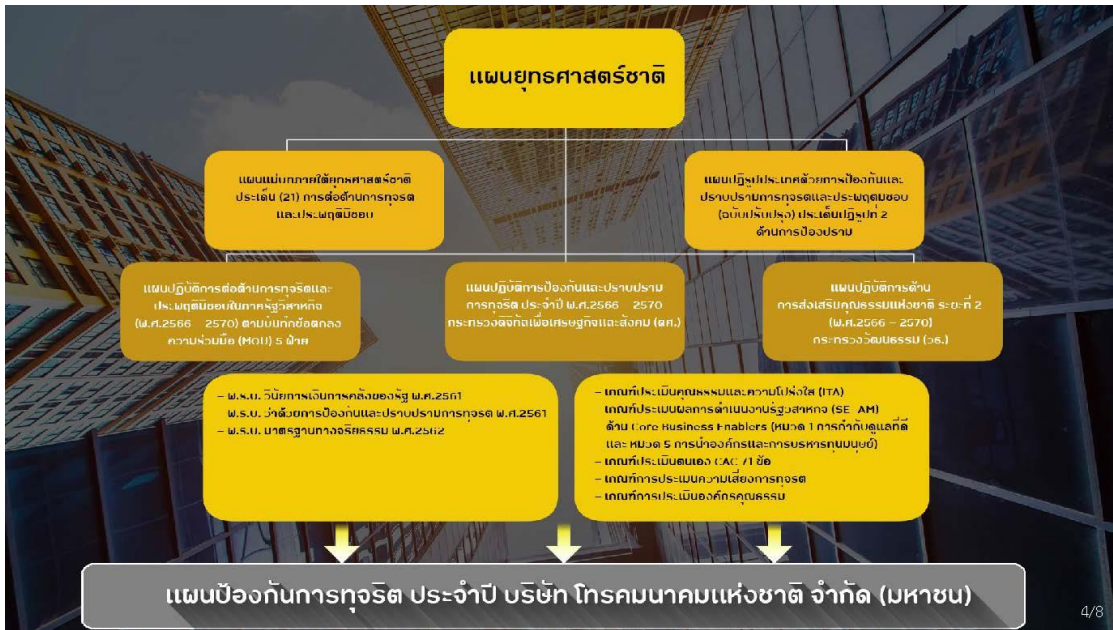 แผนยุทธศาสตร์ชาติ
แผนแม่บทภายใต้ยุทธศาสตร์ชาติ
ประเด็น (21) การต่อต้านการทุจริต
และประพฤติมิชอบ
แผนปฏิรูปประเทศด้วยการป้องกันและ
ปราบปรามการทุจริตและประพฤติมิชอบ
(ฉบับปรับปรุง) ประเด็นปฏิรูปที่ 2
ด้านการป้องปราม
แผนปฏิบัติการต่อต้านการทุจริตและ
ประพฤติมิชอบในภาครัฐวิสาหกิจ
(พ.ศ.2566 2570) ตามบันทึกข้อตกลง
ความร่วมมือ (MOU) 5 ฝ่าย
แผนปฏิบัติการป้องกันและปราบปราม
การทุจริต ประจำปี พ.ศ.2566 2570
กระทรวงดิจิทัลเพื่อเศรษฐกิจและสังคม (ดศ.)
แผนปฏิบัติการด้าน
การส่งเสริมคุณธรรมแห่งชาติ ระยะที่ 2
(พ.ศ.2566 – 2570)
กระทรวงวัฒนธรรม (วธ.)
– พ.ร.บ. วินัยการเงินการคลังของรัฐ พ.ศ.2561
พ.ร.บ. ว่าด้วยการป้องกันและปราบปรามการทุจริต พ.ศ.2561
– พ.ร.บ. มาตรฐานทางจริยธรรม พ.ศ.2562
– เกณฑ์ประเมินคุณธรรมและความโปร่งใส (ITA)
เกณฑ์ประเมินผลการดำเนินงานรัฐวิสาหกิจ (SE AM)
ด้าน Core Business Enablers (หมวด 1 การกำกับดูแลที่ดี
และ หมวด 5 การนำองค์กรและการบริหารทุนมนุษย์)
– เกณฑ์ประเมินตนเอง CAC 71 ข้อ
– เกณฑ์การประเมินความเสี่ยงการทุจริต
– เกณฑ์การประเมินองค์กรคุณธรรม
แผนป้องกันการทุจริต ประจำปี บริษัท โทรคมนาคมแห่งชาติ จำกัด (มหาชน)
4/8